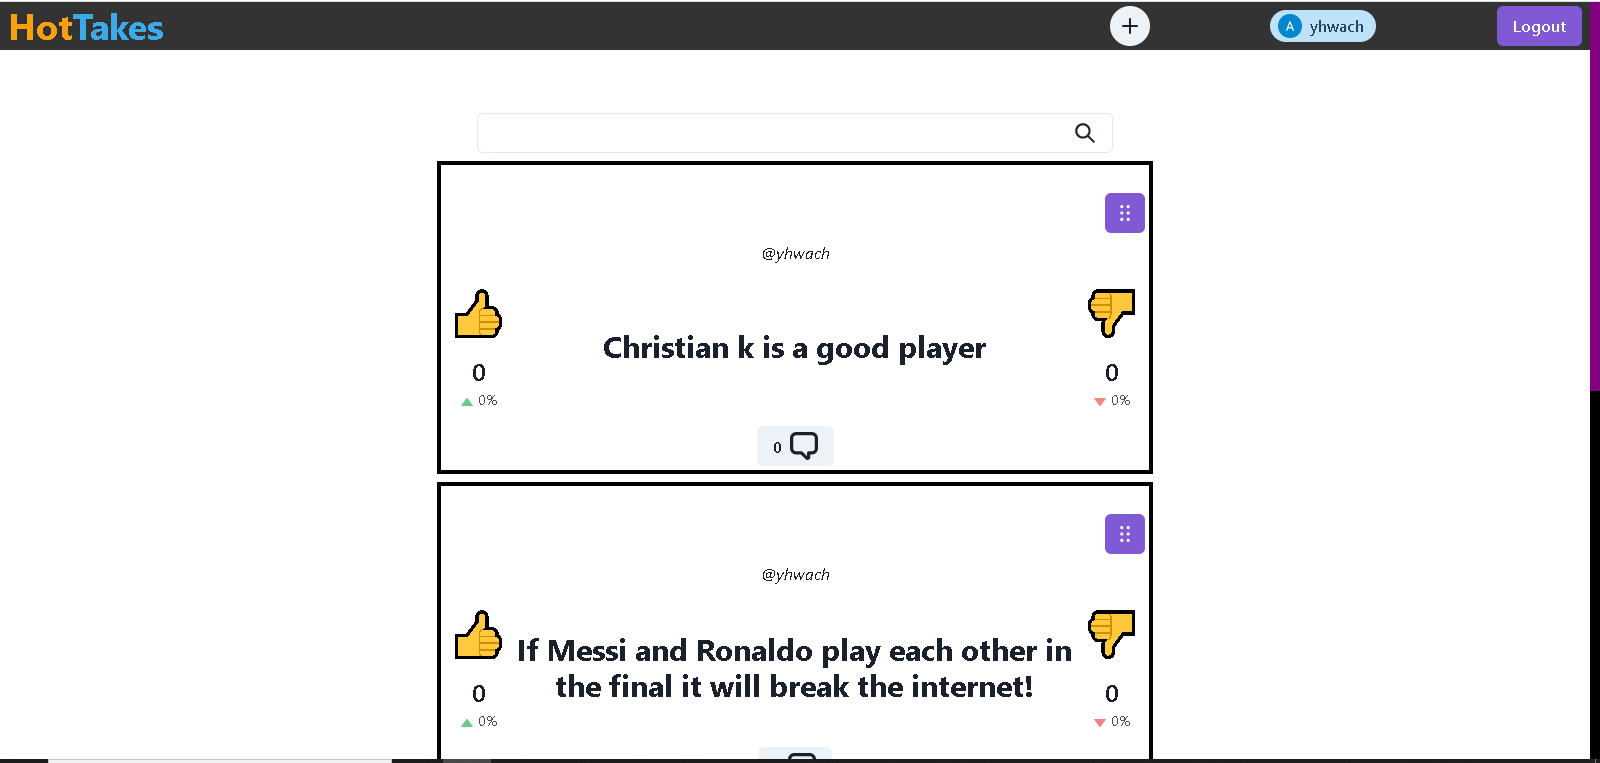 HotTakes
A yhwach
Logout
@yhwach
Christian k is a good player
0
0%
0
0%
0
@yhwach
If Messi and Ronaldo play each other in
the final it will break the internet!
0
0%
0
0%